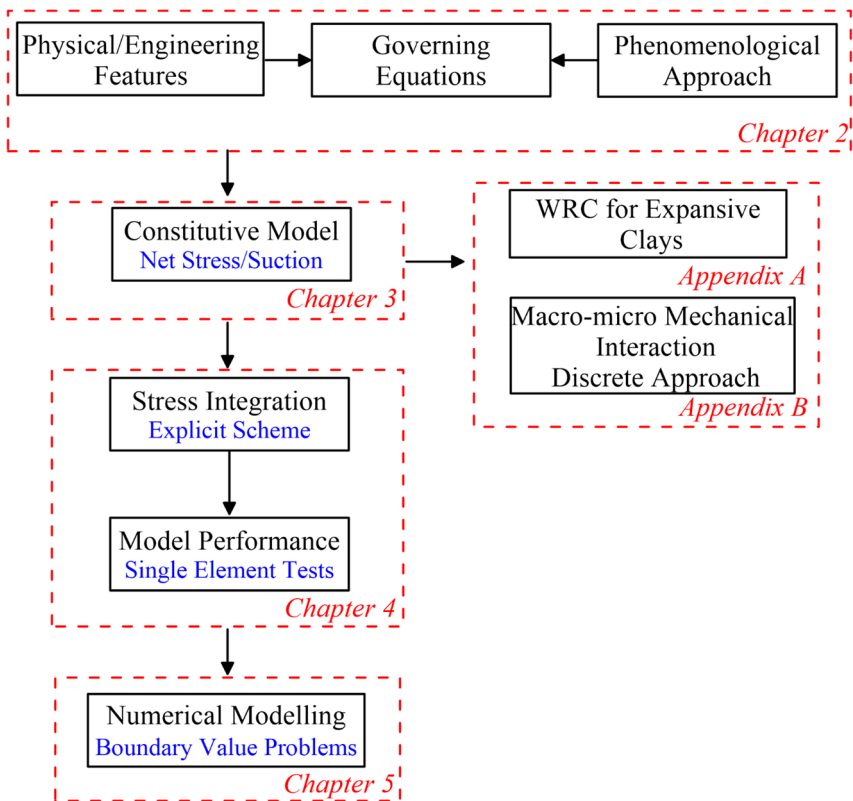 Physical/Engineering
Features
Governing
Equations
Phenomenological
Approach
Chapter 2
Constitutive Model
Net Stress/Suction
Chapter 3
WRC for Expansive
Clays
Appendix A
Macro-micro Mechanical
Interaction
Discrete Approach
Appendix B
Stress Integration
Explicit Scheme
Model Performance
Single Element Tests
Chapter 4
Numerical Modelling
Boundary Value Problems
Chapter 5